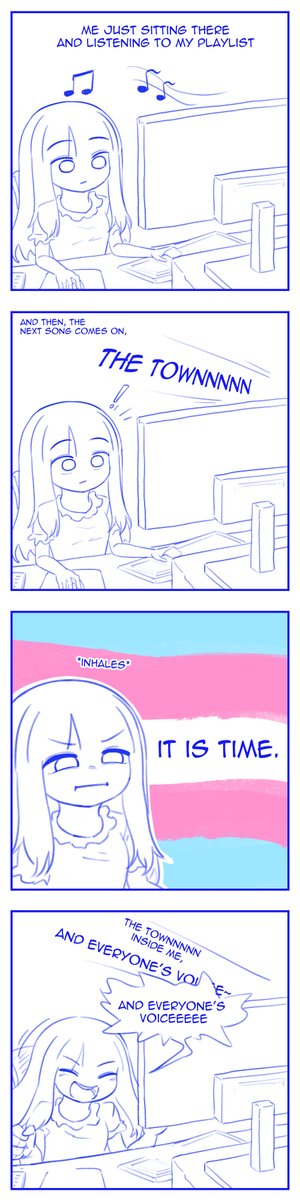 ME JUST SITTING THERE
AND LISTENING TO MY PLAYLIST
AND THEN, THE
NEXT SONG COMES ON,
THE TOWNNNNN
!
*INHALES*
IT IS TIME.
THE TOWNNNNN
INSIDE ME,
AND EVERYONE'S
AND EVERYONE'S
VOICEEEEE